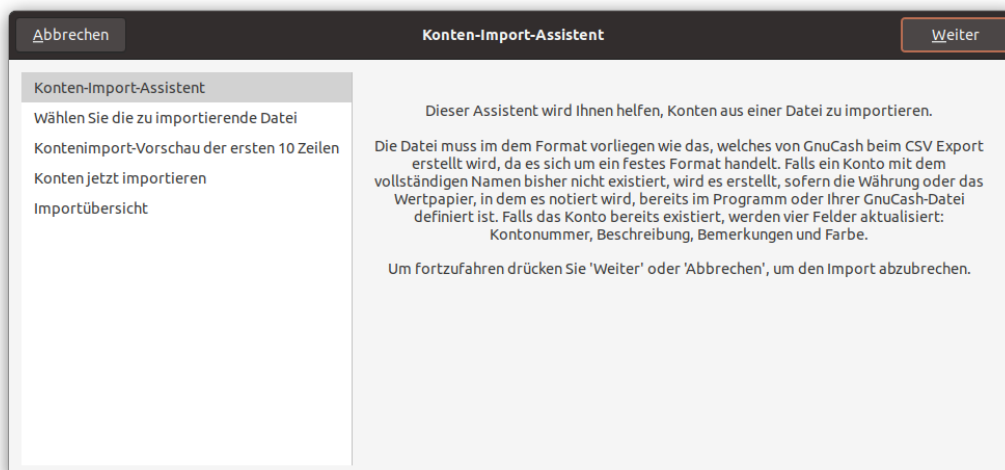 Abbrechen
Konten-Import-Assistent
Weiter
Konten-Import-Assistent
Wählen Sie die zu importierende Datei
Kontenimport-Vorschau der ersten 10 Zeilen
Konten jetzt importieren
Importübersicht
Dieser Assistent wird Ihnen helfen, Konten aus einer Datei zu importieren.
Die Datei muss im dem Format vorliegen wie das, welches von GnuCash beim CSV Export
erstellt wird, da es sich um ein festes Format handelt. Falls ein Konto mit dem
vollständigen Namen bisher nicht existiert, wird es erstellt, sofern die Währung oder das
Wertpapier, in dem es notiert wird, bereits im Programm oder Ihrer GnuCash-Datei
definiert ist. Falls das Konto bereits existiert, werden vier Felder aktualisiert:
Kontonummer, Beschreibung, Bemerkungen und Farbe.
Um fortzufahren drücken Sie 'Weiter' oder 'Abbrechen', um den Import abzubrechen.